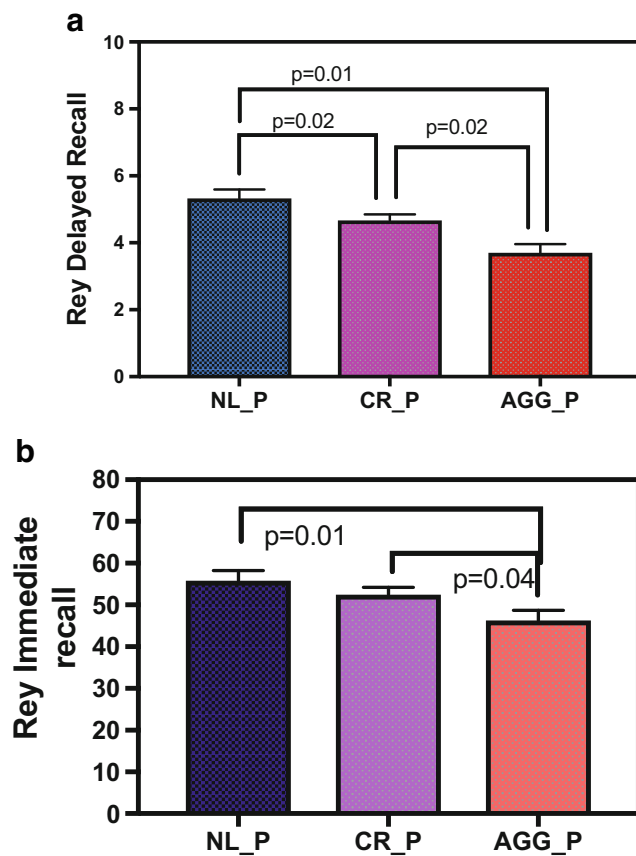 a
Rey Delayed Recall
10
8
6
4
2
0
p=0.01
p=0.02
p=0.02
NL_P
CR_P
AGG_P
b
Rey Immediate
recall
80
70
60
50
40
30
20
10
0
p=0.01
p=0.04
NL_P
CR_P
AGG_P